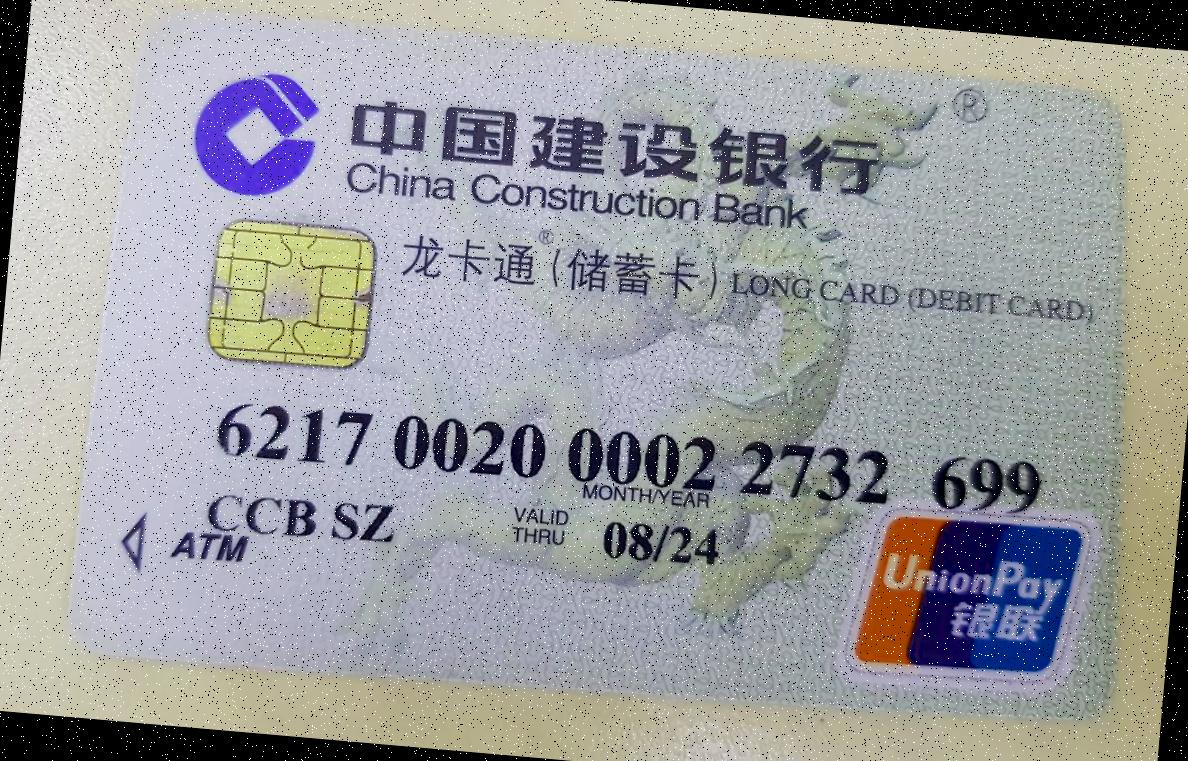 中国建设银行 ®
China Construction Bank
龙卡通®(储蓄卡) LONG CARD (DEBIT CARD)
6217 0020 0002 2732 699
MONTH/YEAR
CCB SZ VALID THRU 08/24
ATM
UnionPay
银联